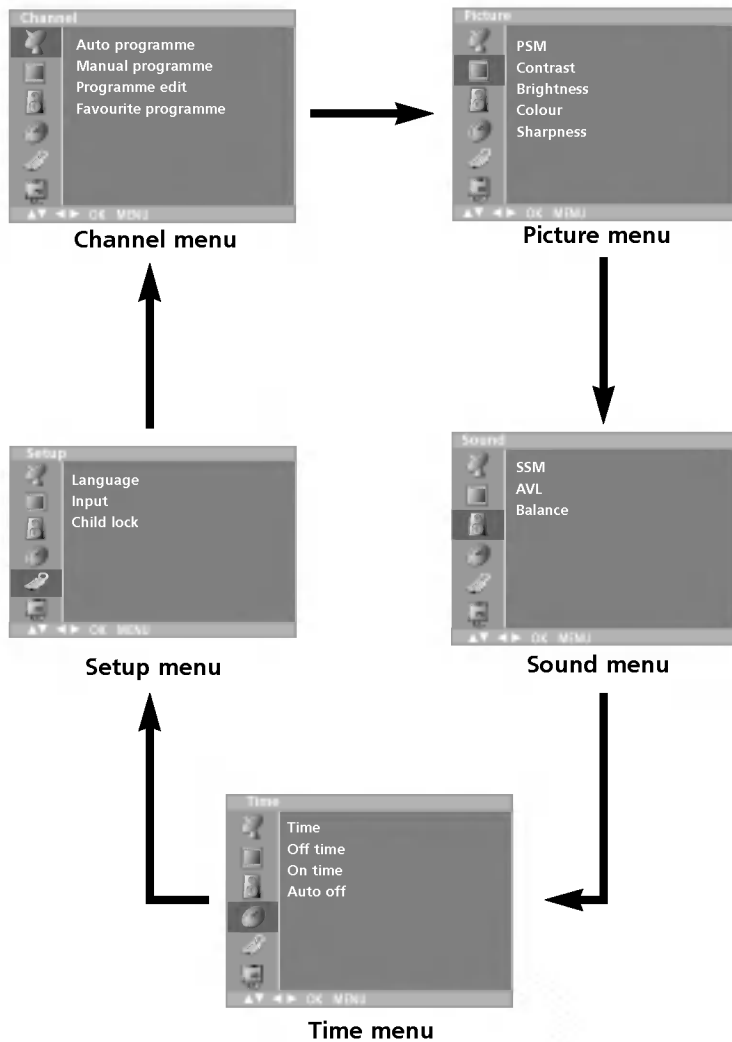 Channel
Auto programme
Manual programme
Programme edit
Favourite programme
▲▼ ◄► OK MENU
Channel menu
Picture
PSM
Contrast
Brightness
Colour
Sharpness
▲▼ ◄► OK MENU
Picture menu
Sound
SSM
AVL
Balance
▲▼ ◄► OK MENU
Sound menu
Time
Time
Off time
On time
Auto off
▲▼ ◄► OK MENU
Time menu
Setup
Language
Input
Child lock
▲▼ ◄► OK MENU
Setup menu